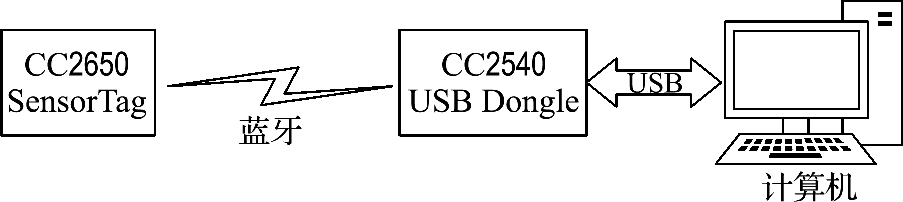 CC2650
SensorTag
蓝牙
CC2540
USB Dongle
USB
计算机